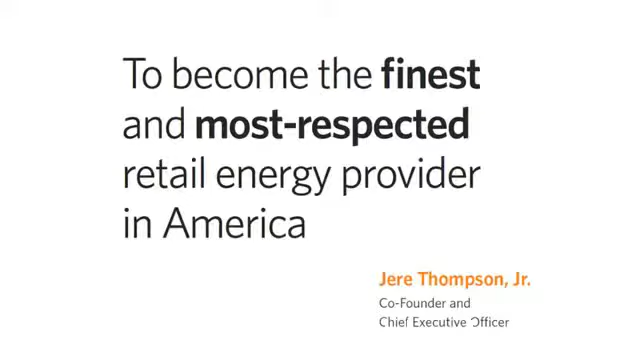 To become the finest
and most-respected
retail energy provider
in America
Jere Thompson, Jr.
Co-Founder and
Chief Executive Officer